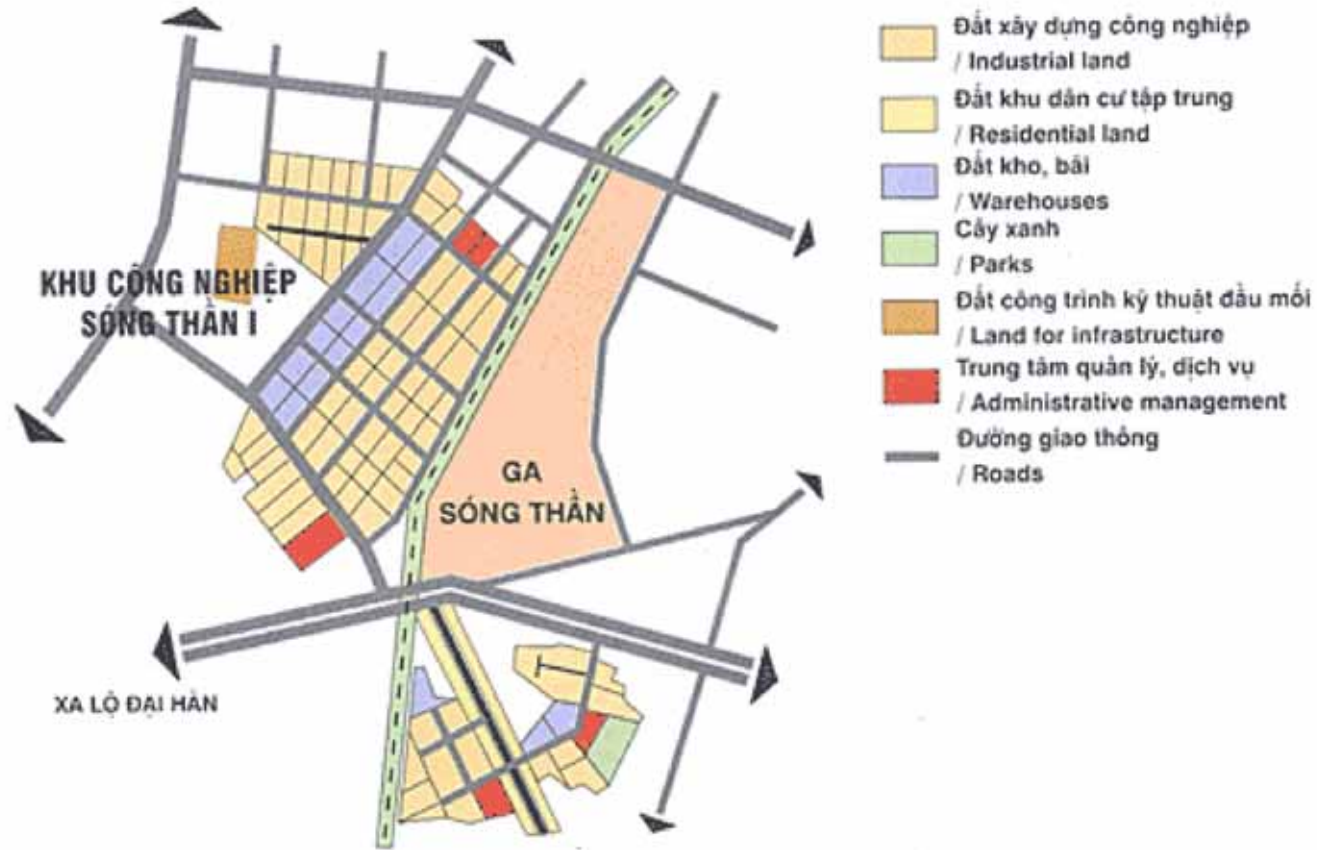 KHU CÔNG NGHIỆP
SÓNG THẦN I
GA
SÓNG THẦN
XA LỘ ĐẠI HÀN
Đất xây dựng công nghiệp
/ Industrial land
Đất khu dân cư tập trung
/ Residential land
Đất kho, bãi
/ Warehouses
Cây xanh
/ Parks
Đất công trình kỹ thuật đầu mối
/ Land for infrastructure
Trung tâm quản lý, dịch vụ
/ Administrative management
Đường giao thông
/ Roads